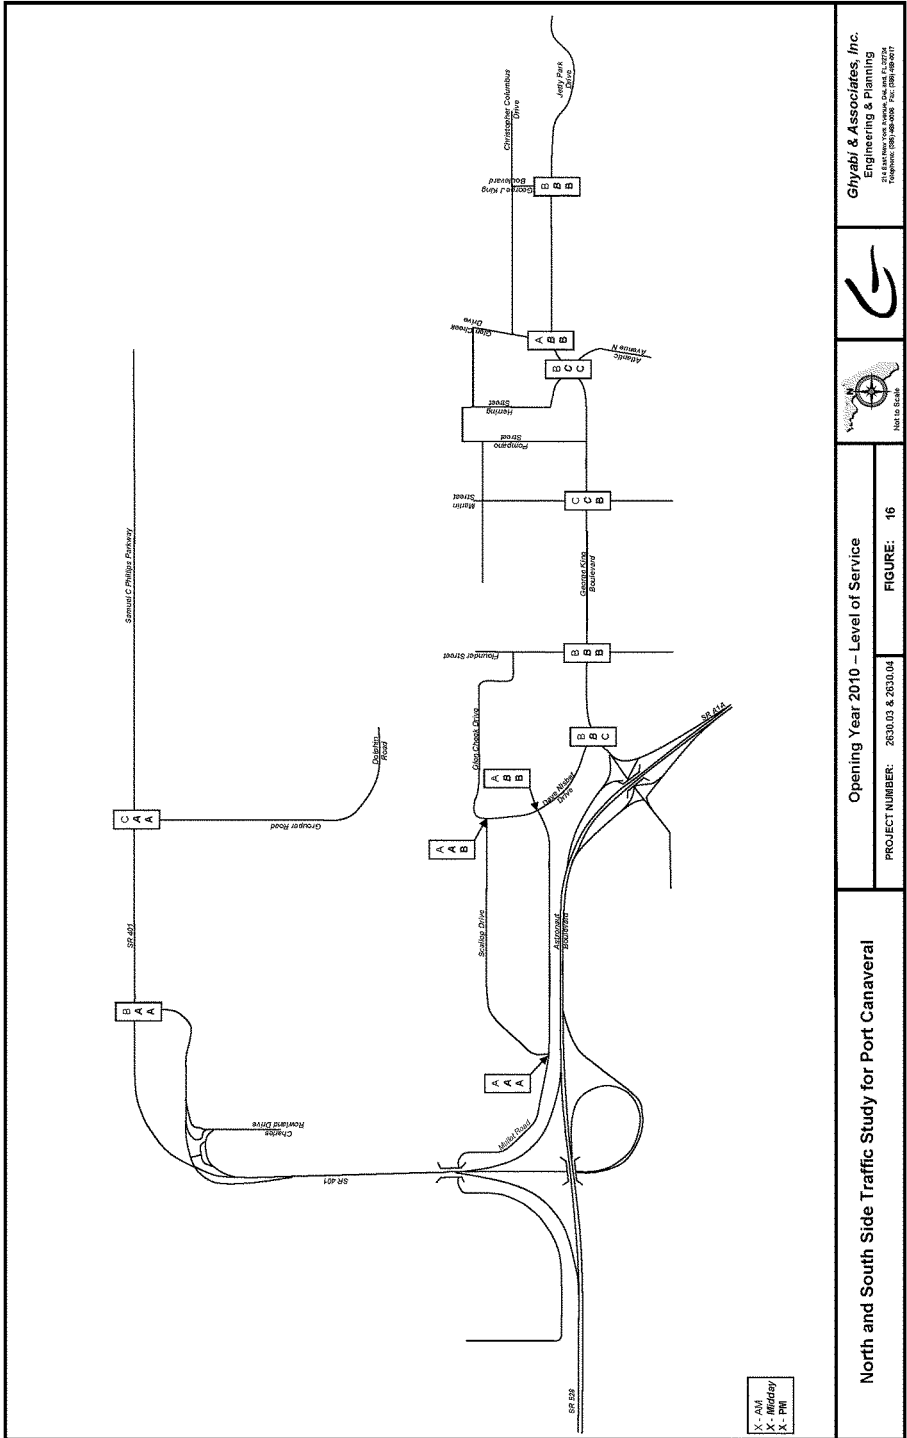 Samuel C Phillips Parkway
SR 401
C
A
A
B
A
A
Grouper Road
Dolphin
Road
Charles
Rowland Drive
SR 401
Christopher Columbus
Drive
Jetty Park
Drive
George J King
Boulevard
B
B
B
Glen Cheek
Drive
A
B
B
B
C
C
Atlantic
Avenue N
Herring
Street
Pompano
Street
Marlin
Street
C
C
B
George King
Boulevard
Flounder Street
B
B
B
Glen Cheek Drive
A
B
B
B
B
C
Dave Nisbet
Drive
SR A1A
A
A
B
Scallop Drive
Astronaut
Boulevard
A
A
A
Mullet Road
SR 528
X - AM
X - Midday
X - PM
North and South Side Traffic Study for Port Canaveral
Opening Year 2010 – Level of Service
PROJECT NUMBER: 2630.03 & 2630.04
FIGURE: 16
N
Not to Scale
Ghyabi & Associates, Inc.
Engineering & Planning